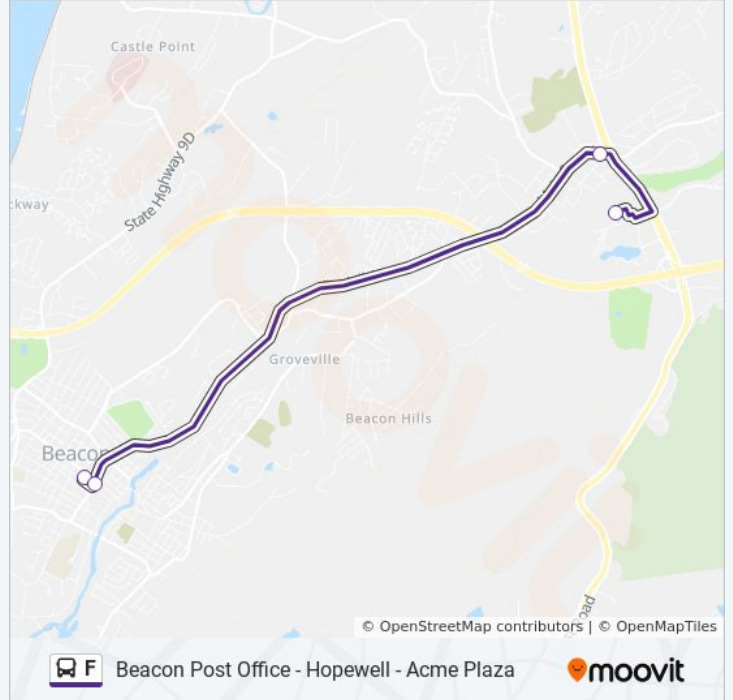 Castle Point
State Highway 9D
ckway
Groveville
Beacon Hills
Beacon
oad
© OpenStreetMap contributors | © OpenMapTiles
F Beacon Post Office - Hopewell - Acme Plaza
moovit
moovit